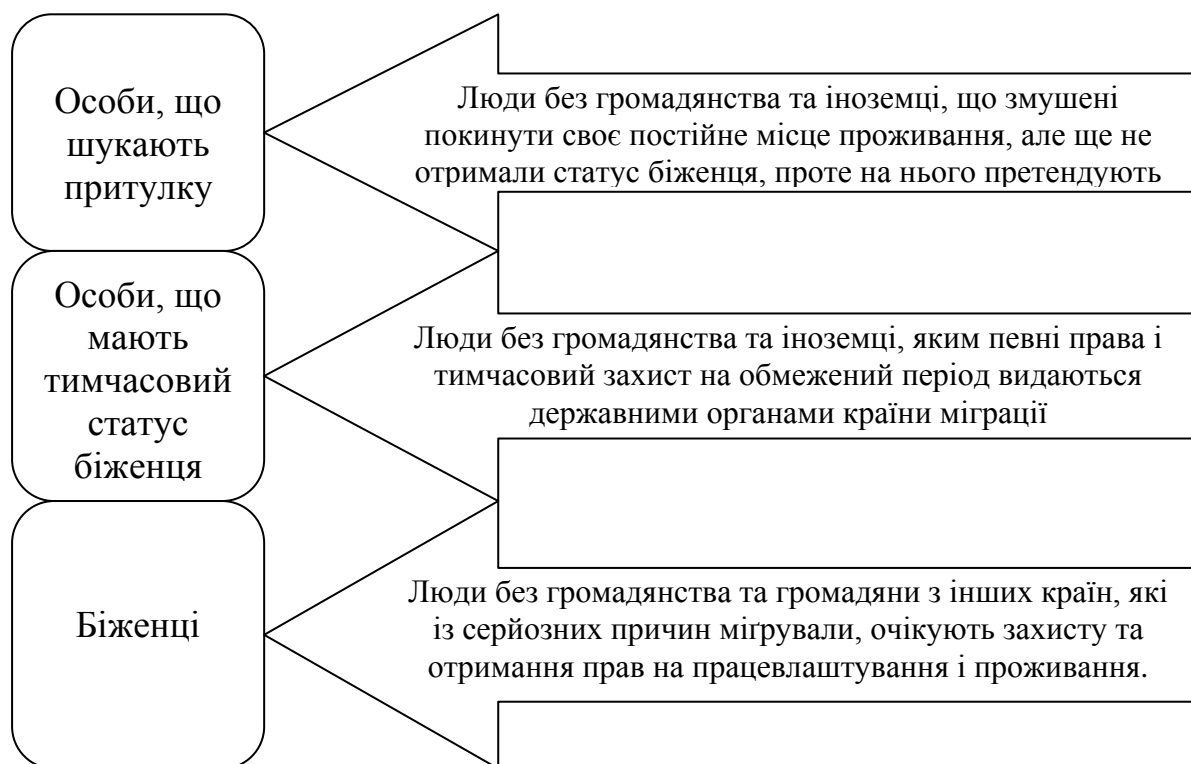 Особи, що
шукають
притулку
Люди без громадянства та іноземці, що змушені
покинути своє постійне місце проживання, але ще не
отримали статус біженця, проте на нього претендують
Особи, що
мають
тимчасовий
статус
біженця
Люди без громадянства та іноземці, яким певні права і
тимчасовий захист на обмежений період видаються
державними органами країни міграції
Біженці
Люди без громадянства та громадяни з інших країн, які
із серйозних причин міґрували, очікують захисту та
отримання прав на працевлаштування і проживання.